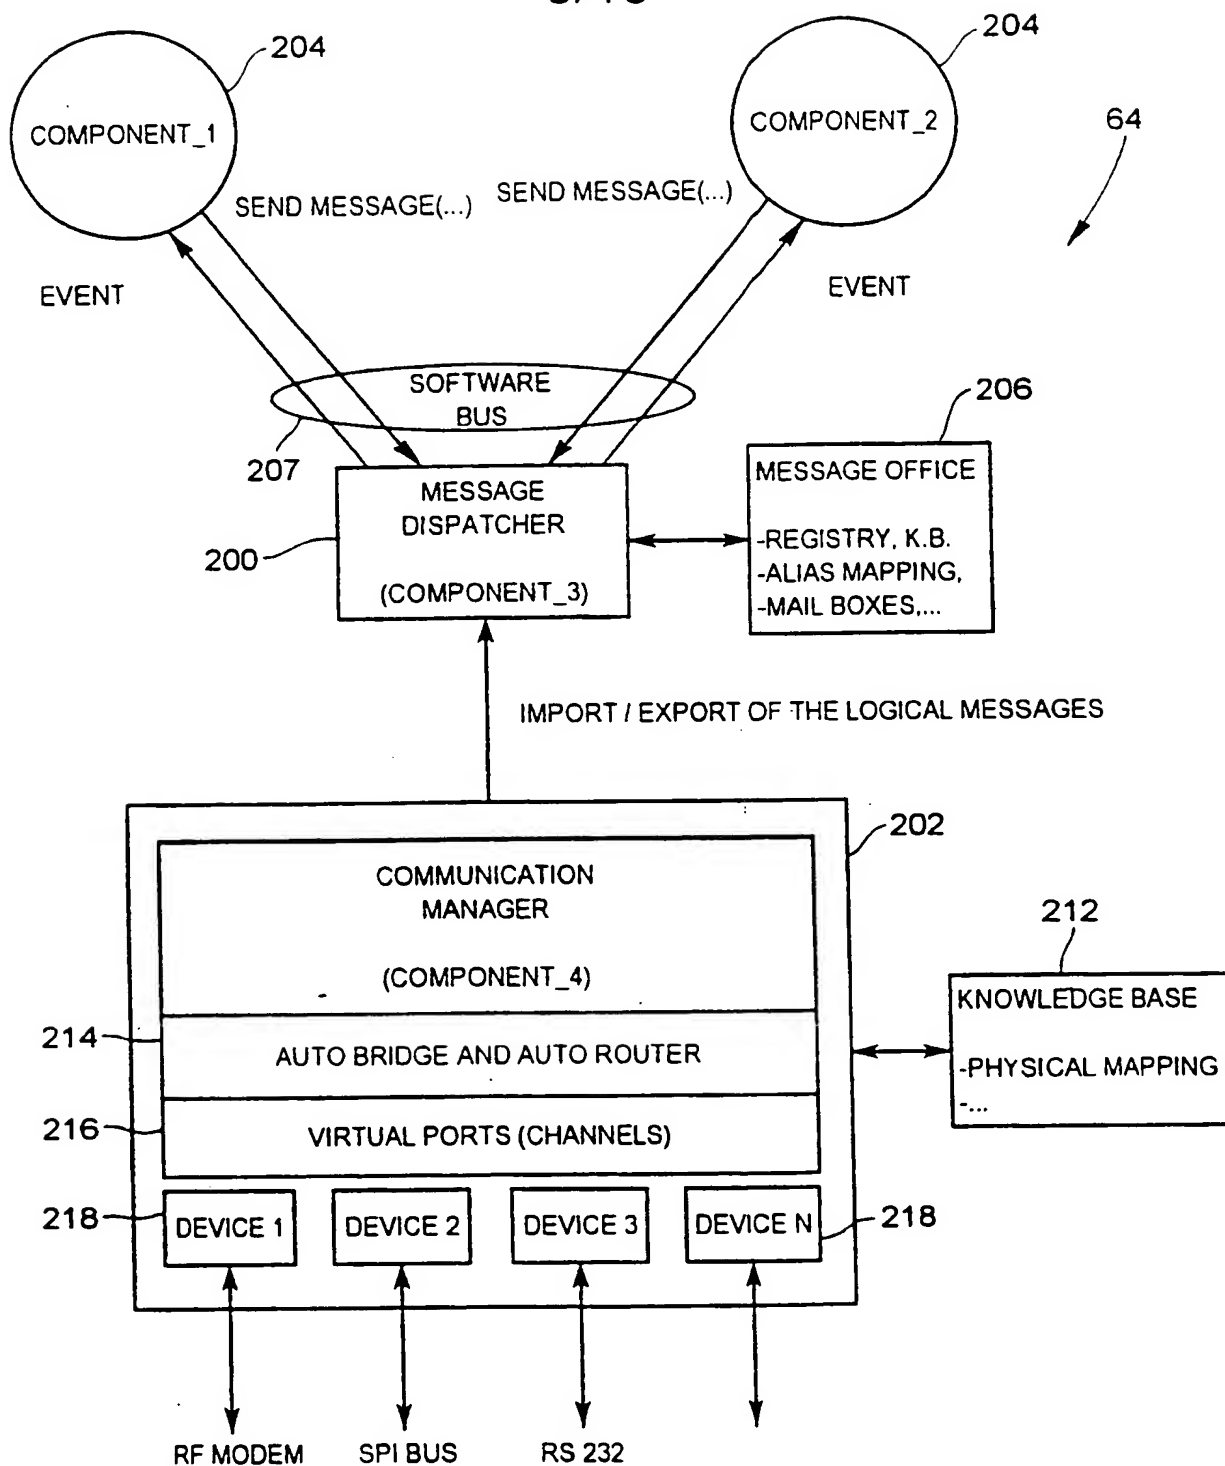 204
204
COMPONENT_1
COMPONENT_2
64
SEND MESSAGE(...)
SEND MESSAGE(...)
EVENT
EVENT
SOFTWARE
BUS
207
206
MESSAGE
DISPATCHER
(COMPONENT_3)
200
MESSAGE OFFICE
-REGISTRY, K.B.
-ALIAS MAPPING,
-MAIL BOXES,...
IMPORT / EXPORT OF THE LOGICAL MESSAGES
202
COMMUNICATION
MANAGER
(COMPONENT_4)
212
KNOWLEDGE BASE
-PHYSICAL MAPPING
-...
214
AUTO BRIDGE AND AUTO ROUTER
216
VIRTUAL PORTS (CHANNELS)
218
DEVICE 1
DEVICE 2
DEVICE 3
DEVICE N
218
RF MODEM
SPI BUS
RS 232